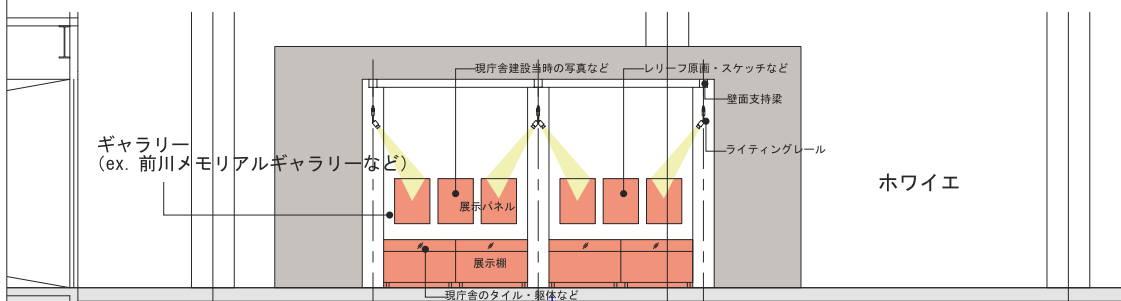 現庁舎建設当時の写真など
レリーフ原画・スケッチなど
壁面支持梁
ギャラリー
(ex. 前川メモリアルギャラリーなど)
ライティングレール
ホワイエ
展示パネル
展示棚
現庁舎のタイル・躯体など